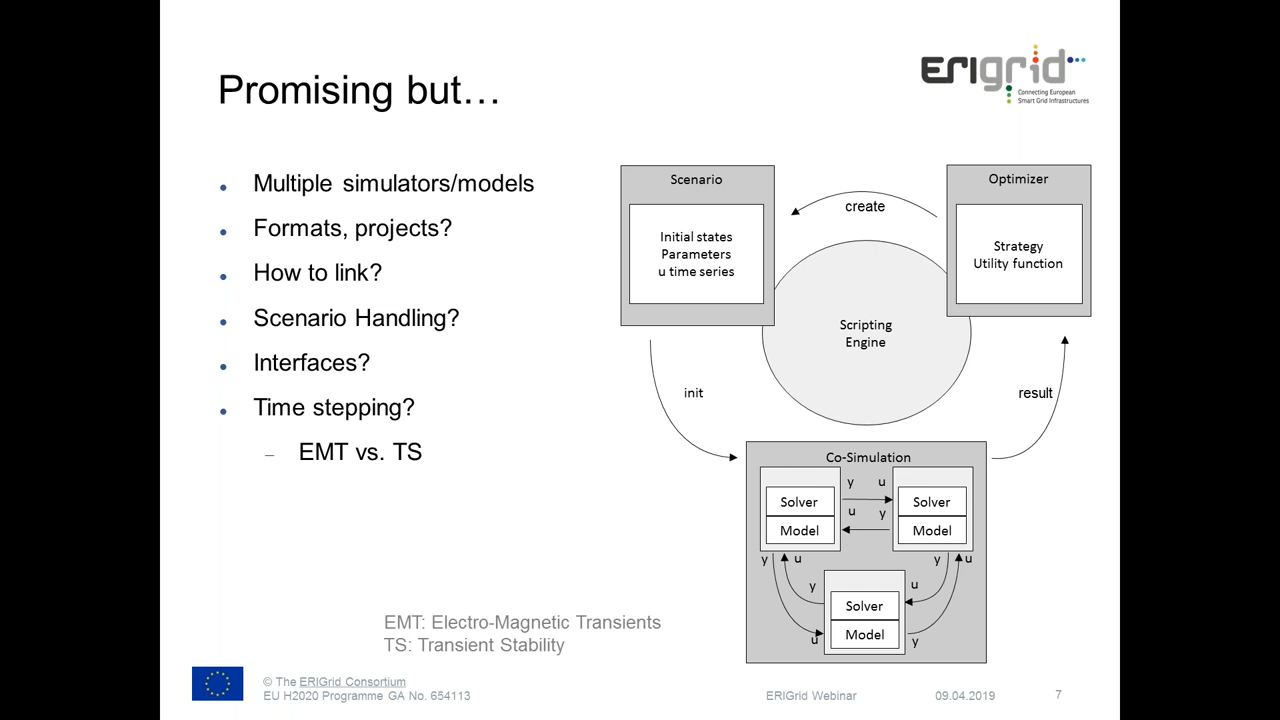 Promising but…
ERIgrid
Connecting European
Smart Grid Infrastructures
Multiple simulators/models
Formats, projects?
How to link?
Scenario Handling?
Interfaces?
Time stepping?
– EMT vs. TS
EMT: Electro-Magnetic Transients
TS: Transient Stability
Scenario
Initial states
Parameters
u time series
create
Optimizer
Strategy
Utility function
Scripting
Engine
init
result
Co-Simulation
Solver
Model
y u
u y
Solver
Model
y u
y u
y
u
Solver
Model
u
y
© The ERIGrid Consortium
EU H2020 Programme GA No. 654113
ERIGrid Webinar
09.04.2019
7